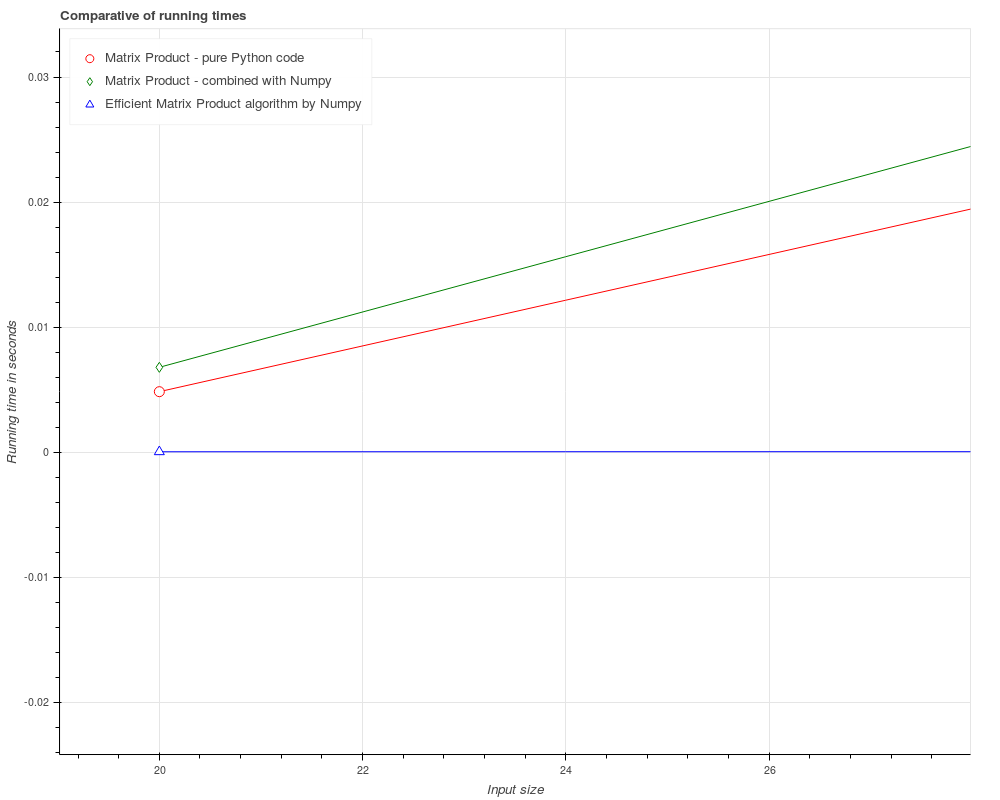 Comparative of running times
Matrix Product - pure Python code
Matrix Product - combined with Numpy
Efficient Matrix Product algorithm by Numpy
0.03
0.02
0.01
0
-0.01
-0.02
Running time in seconds
20 22 24 26
Input size